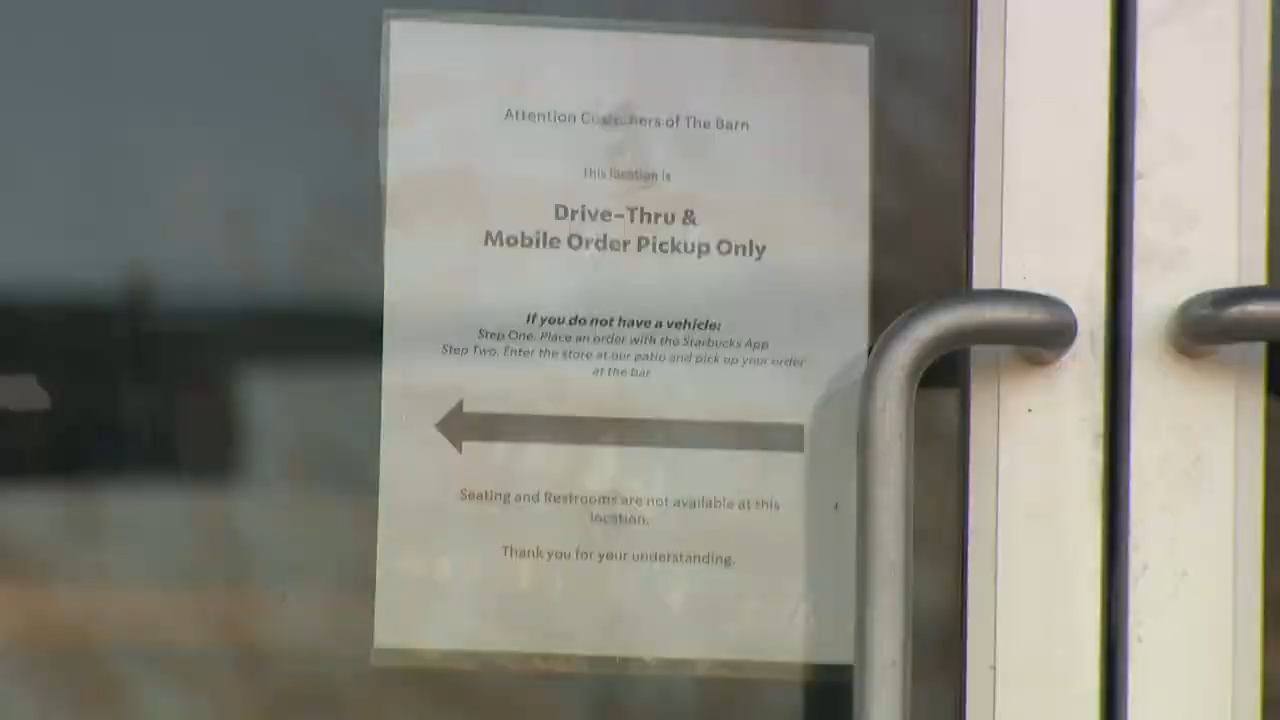 Attention Customers of The Barn
This location is
Drive-Thru &
Mobile Order Pickup Only
If you do not have a vehicle:
Step One. Place an order with the Starbucks App
Step Two. Enter the store at our patio and pick up your order
at the bar
Seating and Restrooms are not available at this
location.
Thank you for your understanding.